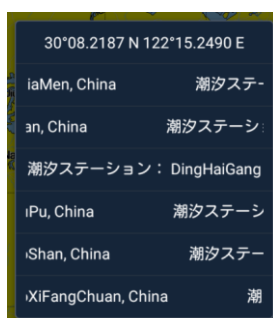 30°08.2187 N 122°15.2490 E
iaMen, China 潮汐ステー
an, China 潮汐ステーシ
潮汐ステーション： DingHaiGang
Pu, China 潮汐ステーシ
Shan, China 潮汐ステー
XiFangChuan, China 潮